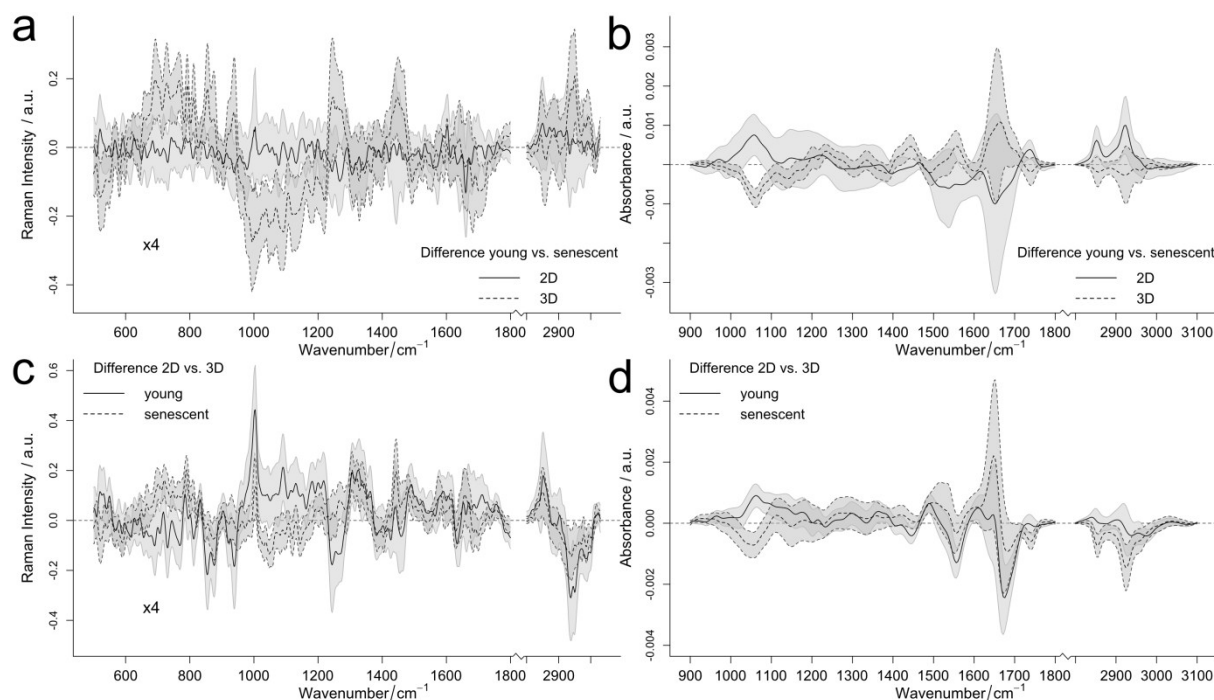 a
Raman Intensity / a.u.
0.2
0.0
-0.2
-0.4
x4
Difference young vs. senescent
2D
3D
600 800 1000 1200 1400 1600 1800 2900
Wavenumber/cm⁻¹
b
Absorbance / a.u.
0.003
0.001
-0.001
-0.003
Difference young vs. senescent
2D
3D
900 1000 1100 1200 1300 1400 1500 1600 1700 1800 2900 3000 3100
Wavenumber/cm⁻¹
c
Raman Intensity / a.u.
0.6
0.4
0.2
0.0
-0.2
-0.4
Difference 2D vs. 3D
young
senescent
x4
600 800 1000 1200 1400 1600 1800 2900
Wavenumber/cm⁻¹
d
Absorbance / a.u.
0.004
0.002
0.000
-0.002
-0.004
Difference 2D vs. 3D
young
senescent
900 1000 1100 1200 1300 1400 1500 1600 1700 1800 2900 3000 3100
Wavenumber/cm⁻¹